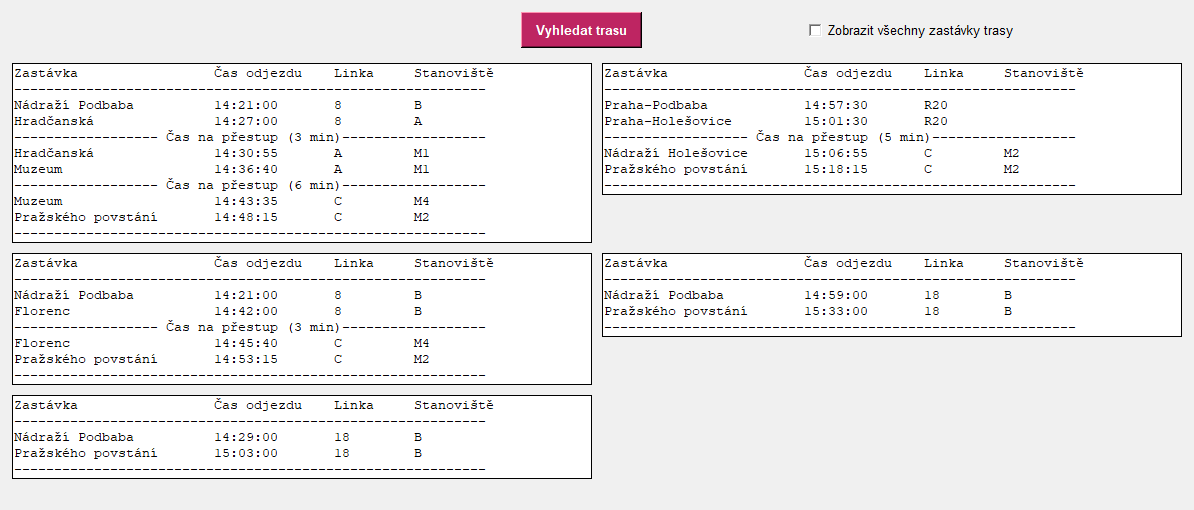 Vyhledat trasu
Zobrazit všechny zastávky trasy
Zastávka Čas odjezdu Linka Stanoviště
-----------------------------------------------------------
Nádraží Podbaba 14:21:00 8 B
Hradčanská 14:27:00 8 A
------------------ Čas na přestup (3 min)------------------
Hradčanská 14:30:55 A M1
Muzeum 14:36:40 A M1
------------------ Čas na přestup (6 min)------------------
Muzeum 14:43:35 C M4
Pražského povstání 14:48:15 C M2
-----------------------------------------------------------
Zastávka Čas odjezdu Linka Stanoviště
-----------------------------------------------------------
Praha-Podbaba 14:57:30 R20
Praha-Holešovice 15:01:30 R20
------------------ Čas na přestup (5 min)------------------
Nádraží Holešovice 15:06:55 C M2
Pražského povstání 15:18:15 C M2
-----------------------------------------------------------
Zastávka Čas odjezdu Linka Stanoviště
-----------------------------------------------------------
Nádraží Podbaba 14:21:00 8 B
Florenc 14:42:00 8 B
------------------ Čas na přestup (3 min)------------------
Florenc 14:45:40 C M4
Pražského povstání 14:53:15 C M2
-----------------------------------------------------------
Zastávka Čas odjezdu Linka Stanoviště
-----------------------------------------------------------
Nádraží Podbaba 14:59:00 18 B
Pražského povstání 15:33:00 18 B
-----------------------------------------------------------
Zastávka Čas odjezdu Linka Stanoviště
-----------------------------------------------------------
Nádraží Podbaba 14:29:00 18 B
Pražského povstání 15:03:00 18 B
-----------------------------------------------------------